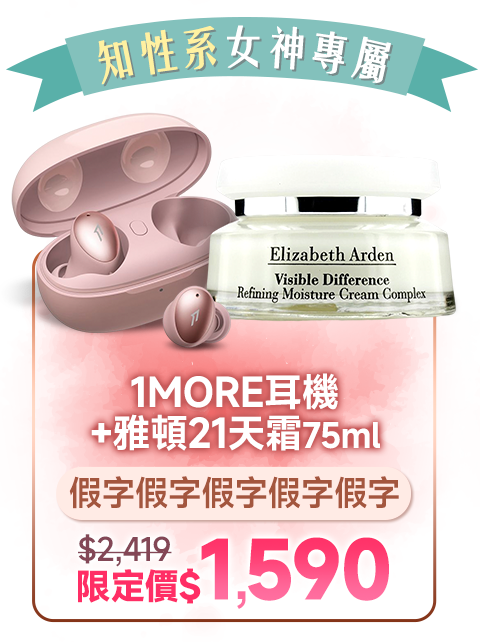 知性系女神專屬
Elizabeth Arden
Visible Difference
Refining Moisture Cream Complex
1MORE耳機
+雅頓21天霜75ml
假字假字假字假字假字
$2,419
限定價$1,590